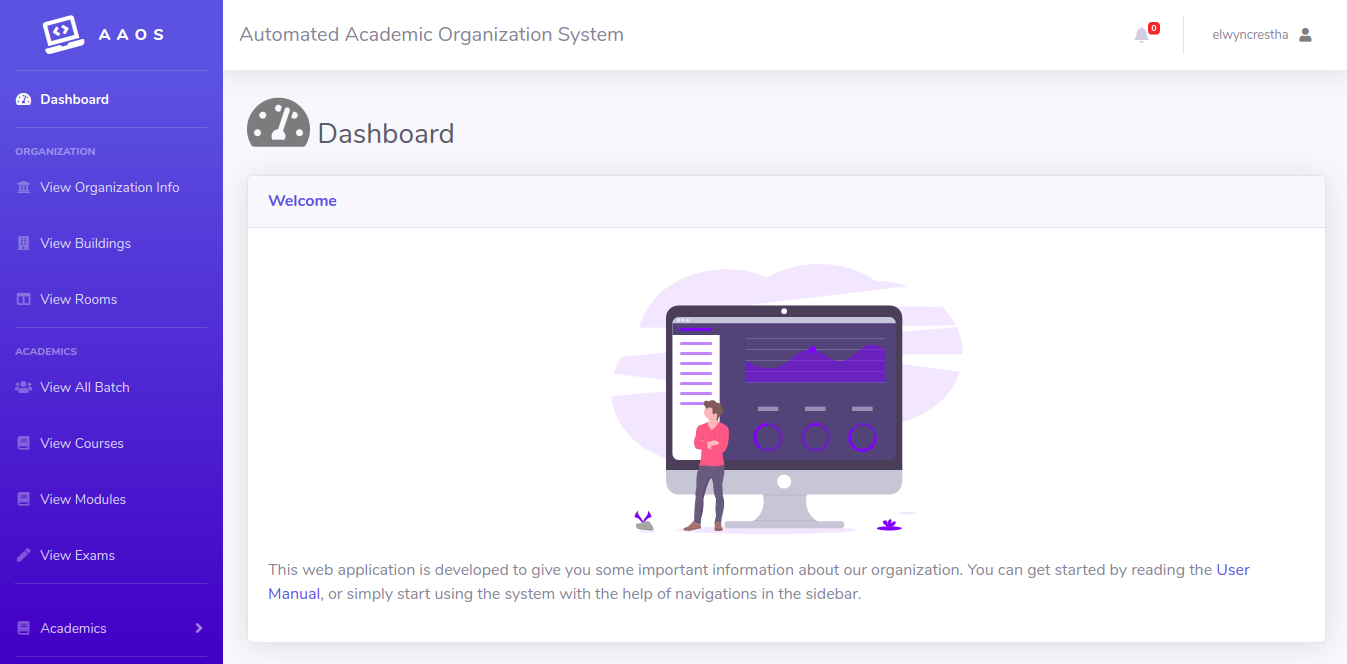 AAOS
Automated Academic Organization System
0
elwyncrestha
Dashboard
ORGANIZATION
View Organization Info
View Buildings
View Rooms
ACADEMICS
View All Batch
View Courses
View Modules
View Exams
Academics
Dashboard
Welcome
This web application is developed to give you some important information about our organization. You can get started by reading the User
Manual, or simply start using the system with the help of navigations in the sidebar.